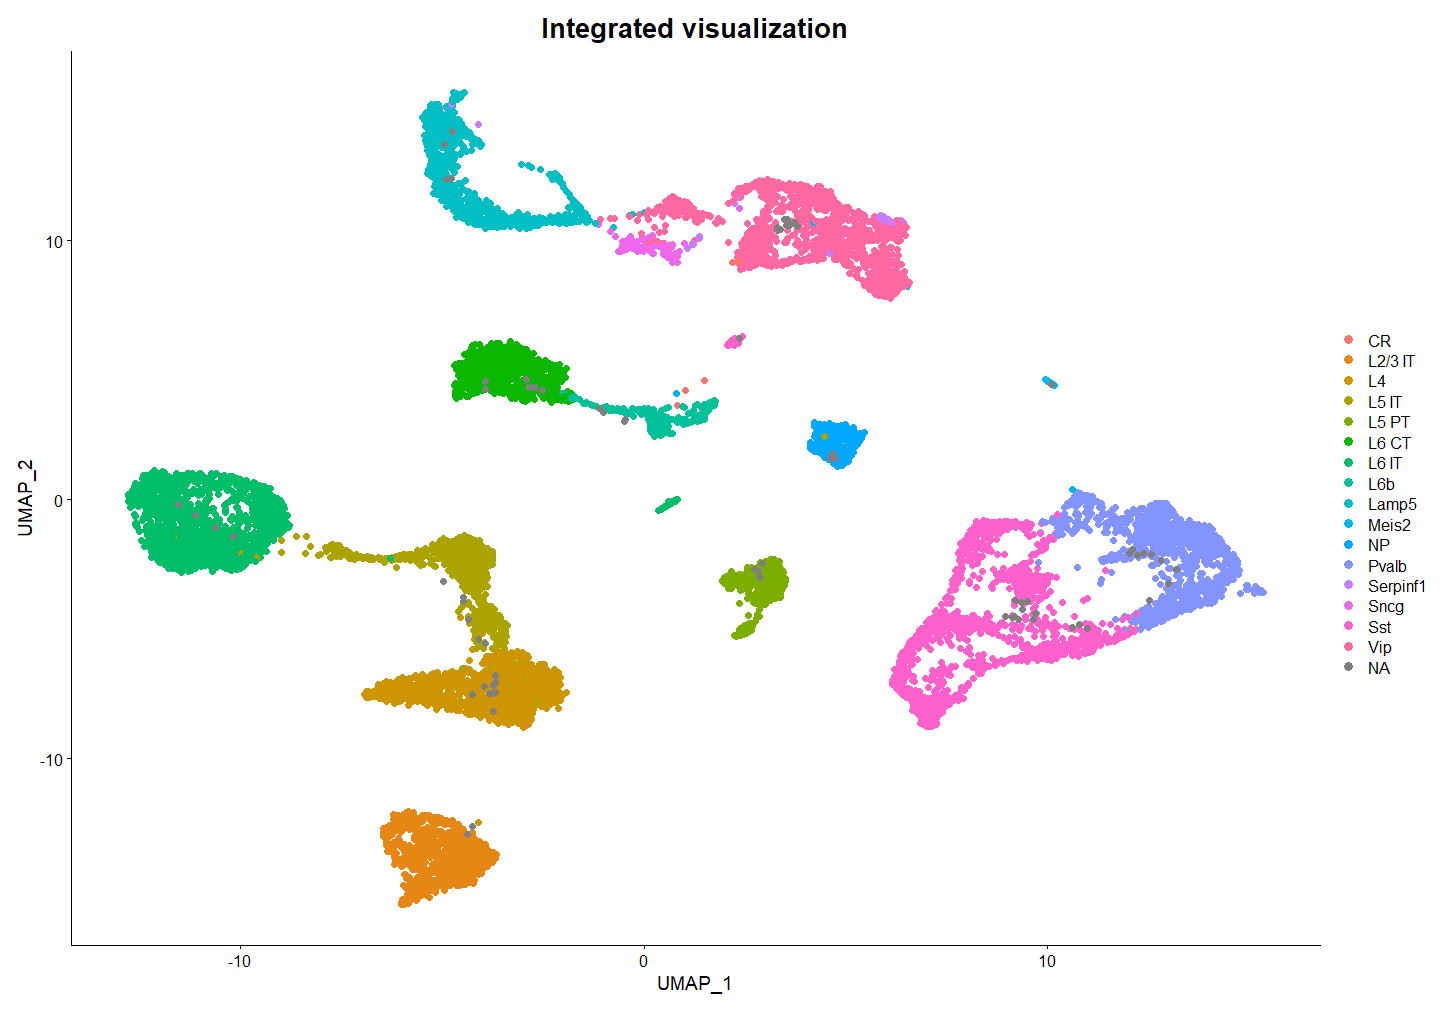 Integrated visualization
UMAP_2
10
0
-10
-10
0
10
UMAP_1
CR
L2/3 IT
L4
L5 IT
L5 PT
L6 CT
L6 IT
L6b
Lamp5
Meis2
NP
Pvalb
Serpinf1
Sncg
Sst
Vip
NA